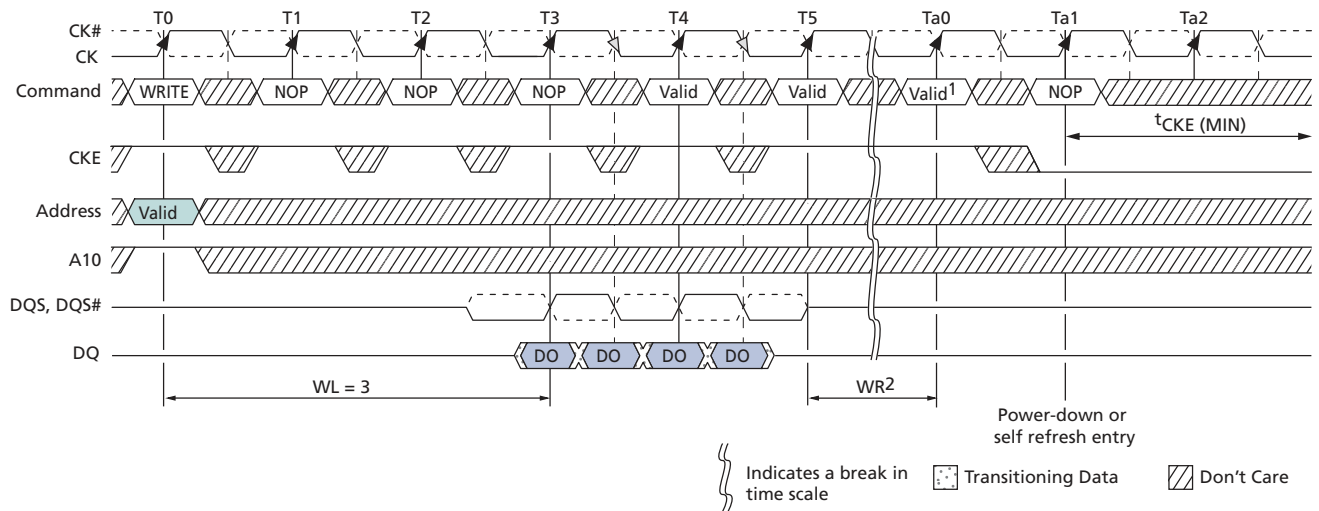 T0 T1 T2 T3 T4 T5 Ta0 Ta1 Ta2
CK#
CK
Command WRITE NOP NOP NOP Valid Valid Valid1 NOP
tCKE (MIN)
CKE
Address Valid
A10
DQS, DQS#
DQ DO DO DO DO
WL = 3 WR2
Power-down or
self refresh entry
Indicates a break in
time scale
Transitioning Data
Don't Care